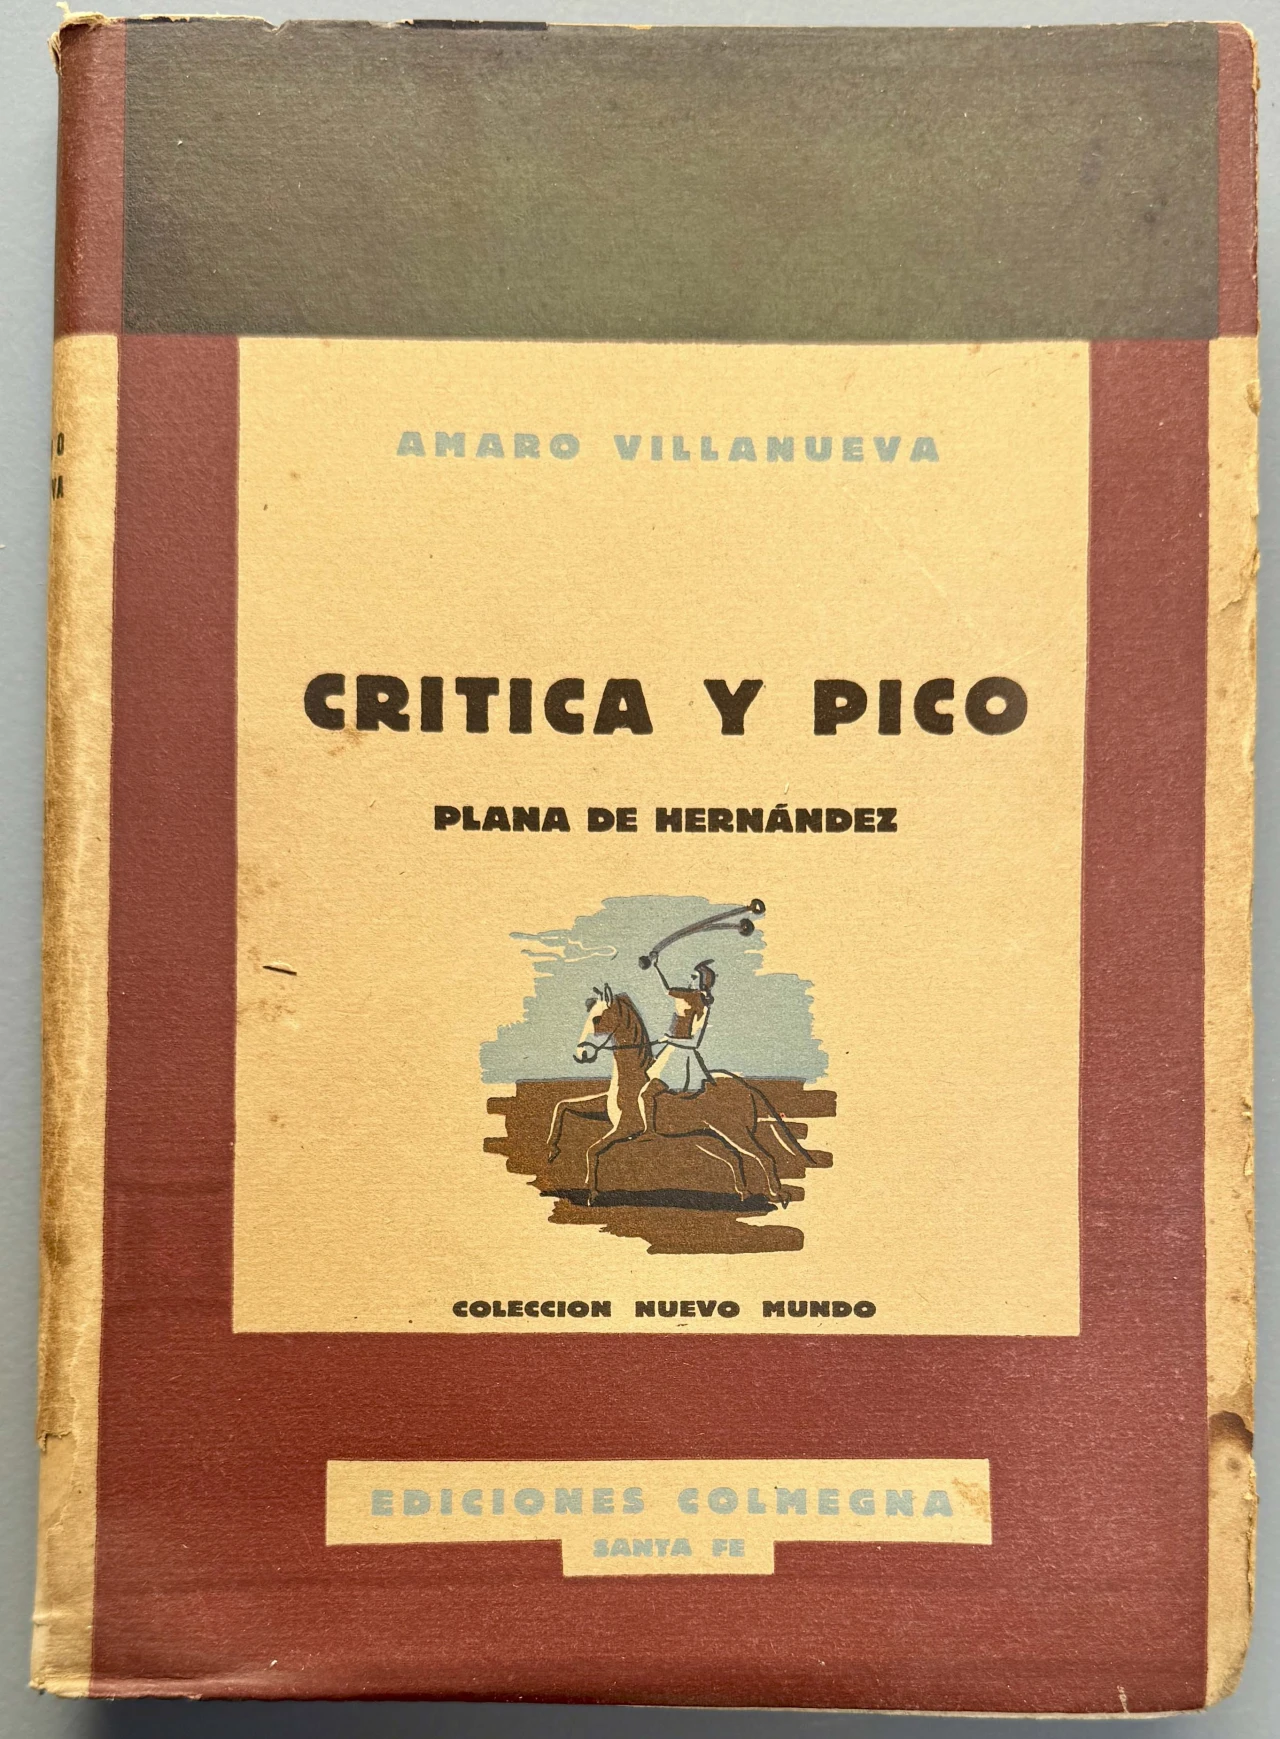 AMARO VILLANUEVA
CRITICA Y PICO
PLANA DE HERNÁNDEZ
COLECCION NUEVO MUNDO
EDICIONES COLMEGNA
SANTA FE